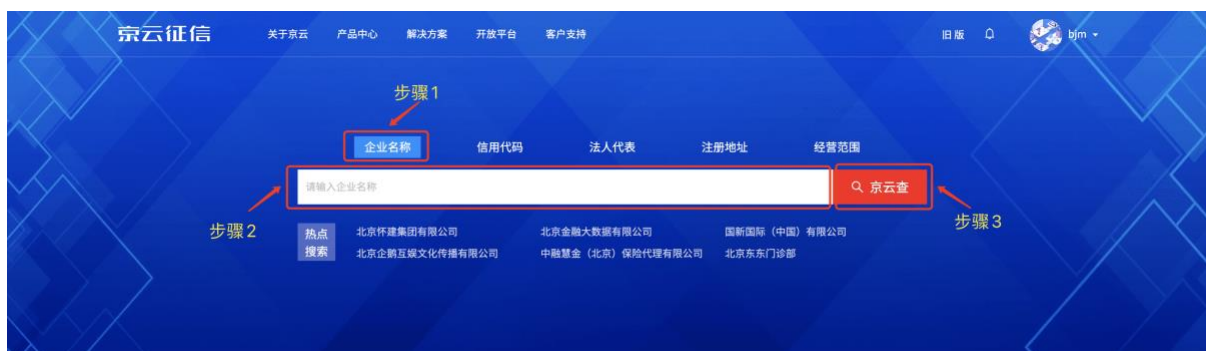 京云征信 关于京云 产品中心 解决方案 开放平台 客户支持 旧版 bjm
步骤1
企业名称 信用代码 法人代表 注册地址 经营范围
请输入企业名称 京云查
步骤2
步骤3
热点 北京怀建集团有限公司 北京金融大数据有限公司 国新国际（中国）有限公司
搜索 北京企鹅互娱文化传播有限公司 中融慧金（北京）保险代理有限公司 北京东东门诊部